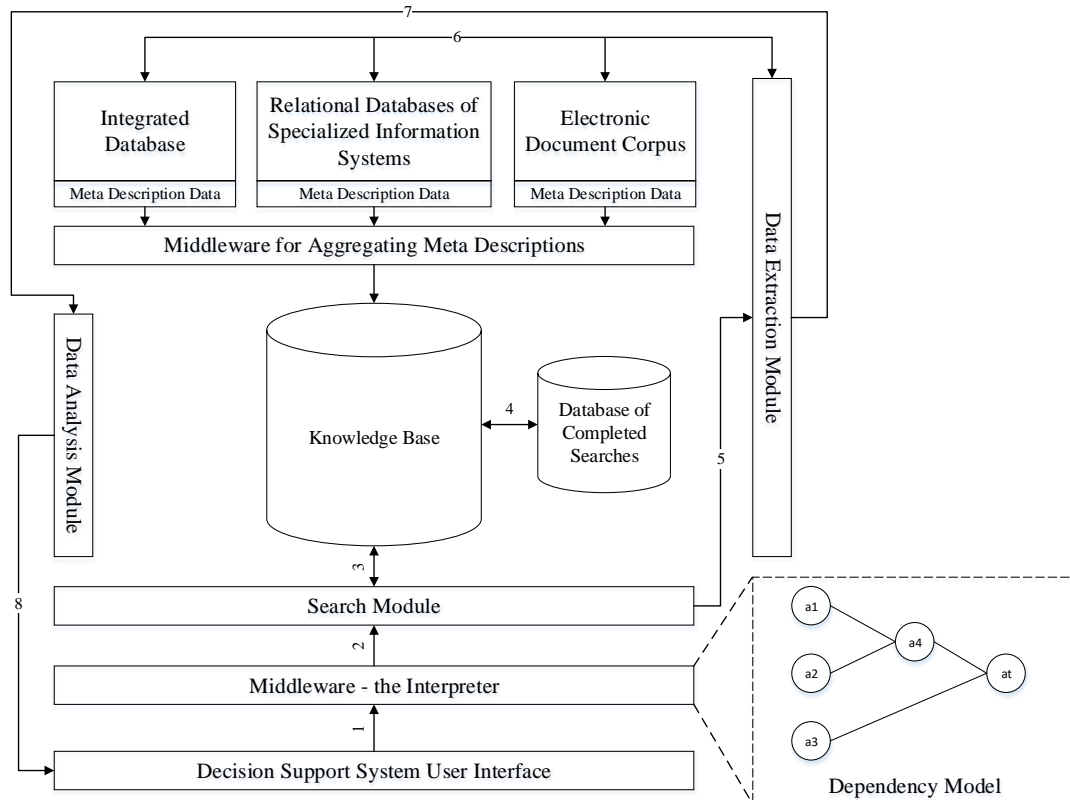 7
6
Integrated
Database
Meta Description Data
Relational Databases of
Specialized Information
Systems
Meta Description Data
Electronic
Document Corpus
Meta Description Data
Middleware for Aggregating Meta Descriptions
Data Extraction Module
Data Analysis Module
Knowledge Base
4
Database of
Completed
Searches
5
3
8
Search Module
2
Middleware - the Interpreter
1
Decision Support System User Interface
a1
a2
a3
a4
at
Dependency Model